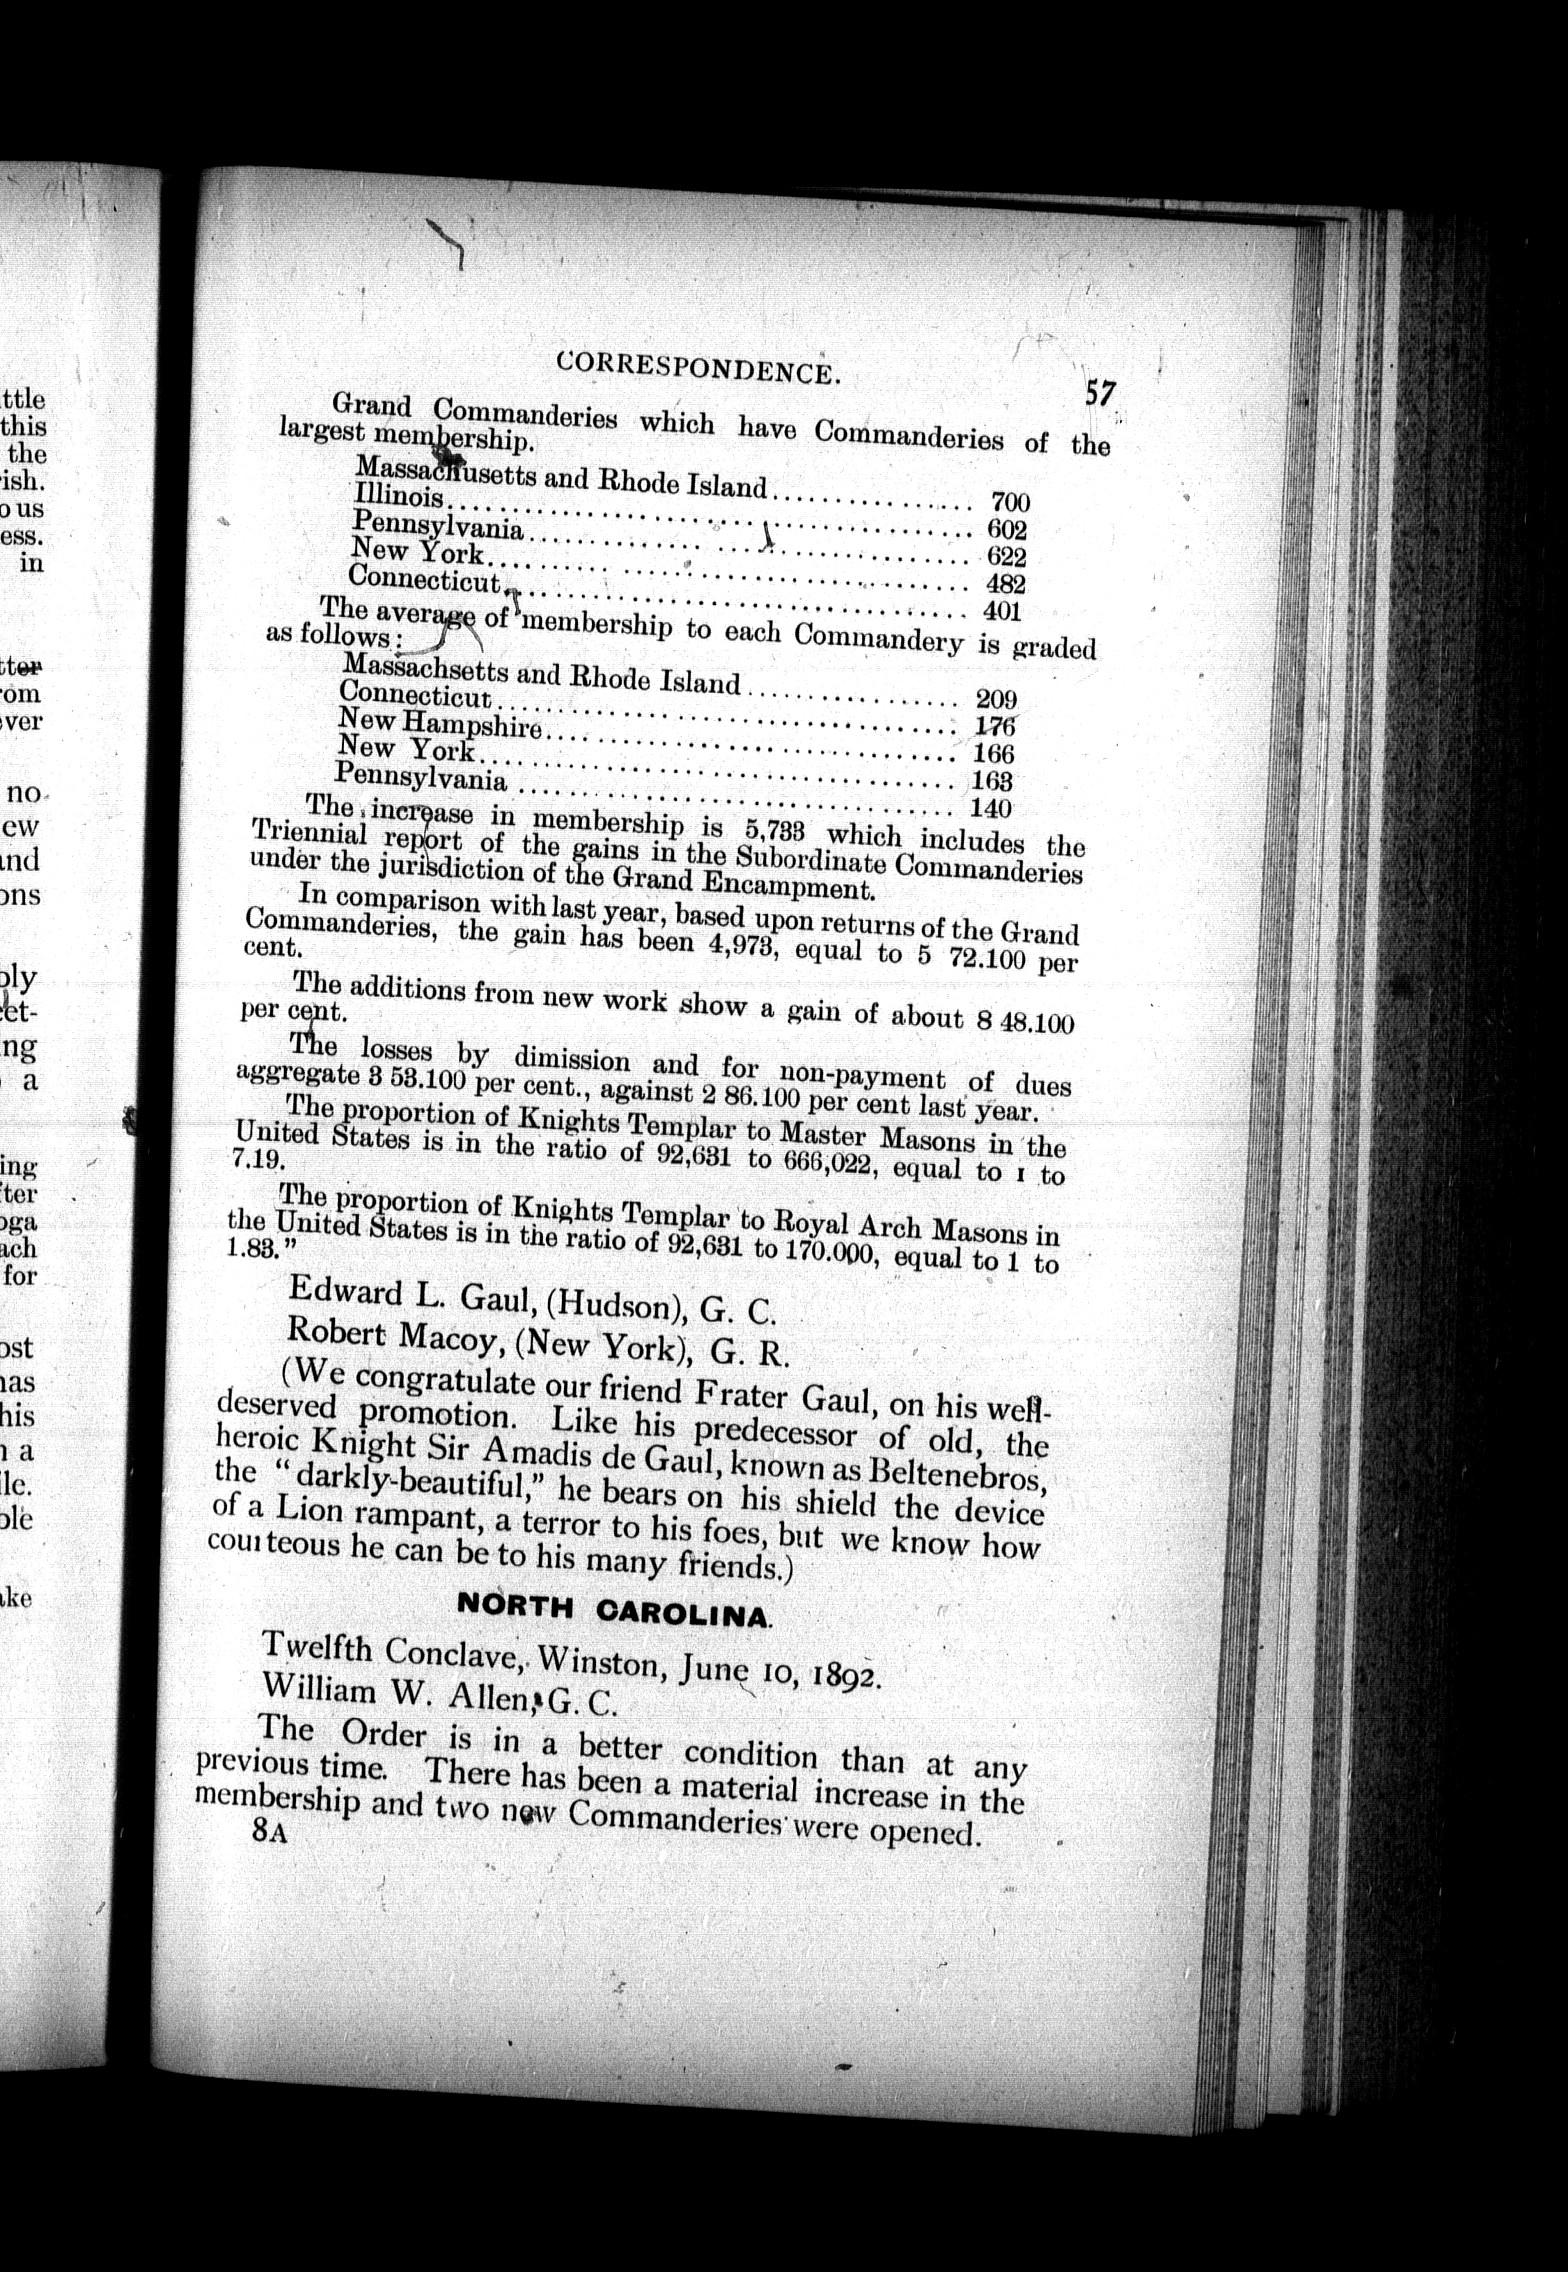 CORRESPONDENCE. 57
Grand Commanderies which have Commanderies of the
largest membership.
Massachusetts and Rhode Island.................. 700
Illinois............................................ 602
Pennsylvania...................................... 622
New York........................................ 482
Connecticut...................................... 401
The average of membership to each Commandery is graded
as follows:
Massachsetts and Rhode Island................. 209
Connecticut...................................... 176
New Hampshire................................. 166
New York....................................... 163
Pennsylvania .................................... 140
The increase in membership is 5,733 which includes the
Triennial report of the gains in the Subordinate Commanderies
under the jurisdiction of the Grand Encampment.
In comparison with last year, based upon returns of the Grand
Commanderies, the gain has been 4,973, equal to 5 72.100 per
cent.
The additions from new work show a gain of about 8 48.100
per cent.
The losses by dimission and for non-payment of dues
aggregate 3 53.100 per cent., against 2 86.100 per cent last year.
The proportion of Knights Templar to Master Masons in the
United States is in the ratio of 92,631 to 666,022, equal to 1 to
7.19.
The proportion of Knights Templar to Royal Arch Masons in
the United States is in the ratio of 92,631 to 170.000, equal to 1 to
1.83.”
Edward L. Gaul, (Hudson), G. C.
Robert Macoy, (New York), G. R.
(We congratulate our friend Frater Gaul, on his well-
deserved promotion. Like his predecessor of old, the
heroic Knight Sir Amadis de Gaul, known as Beltenebros,
the “darkly-beautiful,” he bears on his shield the device
of a Lion rampant, a terror to his foes, but we know how
courteous he can be to his many friends.)
NORTH CAROLINA.
Twelfth Conclave, Winston, June 10, 1892.
William W. Allen, G. C.
The Order is in a better condition than at any
previous time. There has been a material increase in the
membership and two new Commanderies were opened.
8A